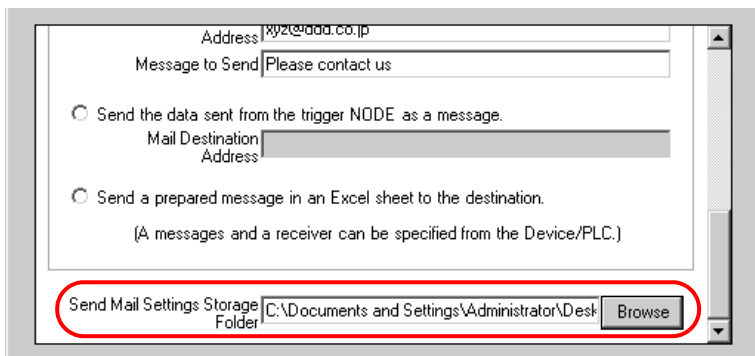 Address xyz@ddd.co.jp
Message to Send Please contact us
Send the data sent from the trigger NODE as a message.
Mail Destination
Address
Send a prepared message in an Excel sheet to the destination.
(A messages and a receiver can be specified from the Device/PLC.)
Send Mail Settings Storage
Folder C:\Documents and Settings\Administrator\Desk Browse